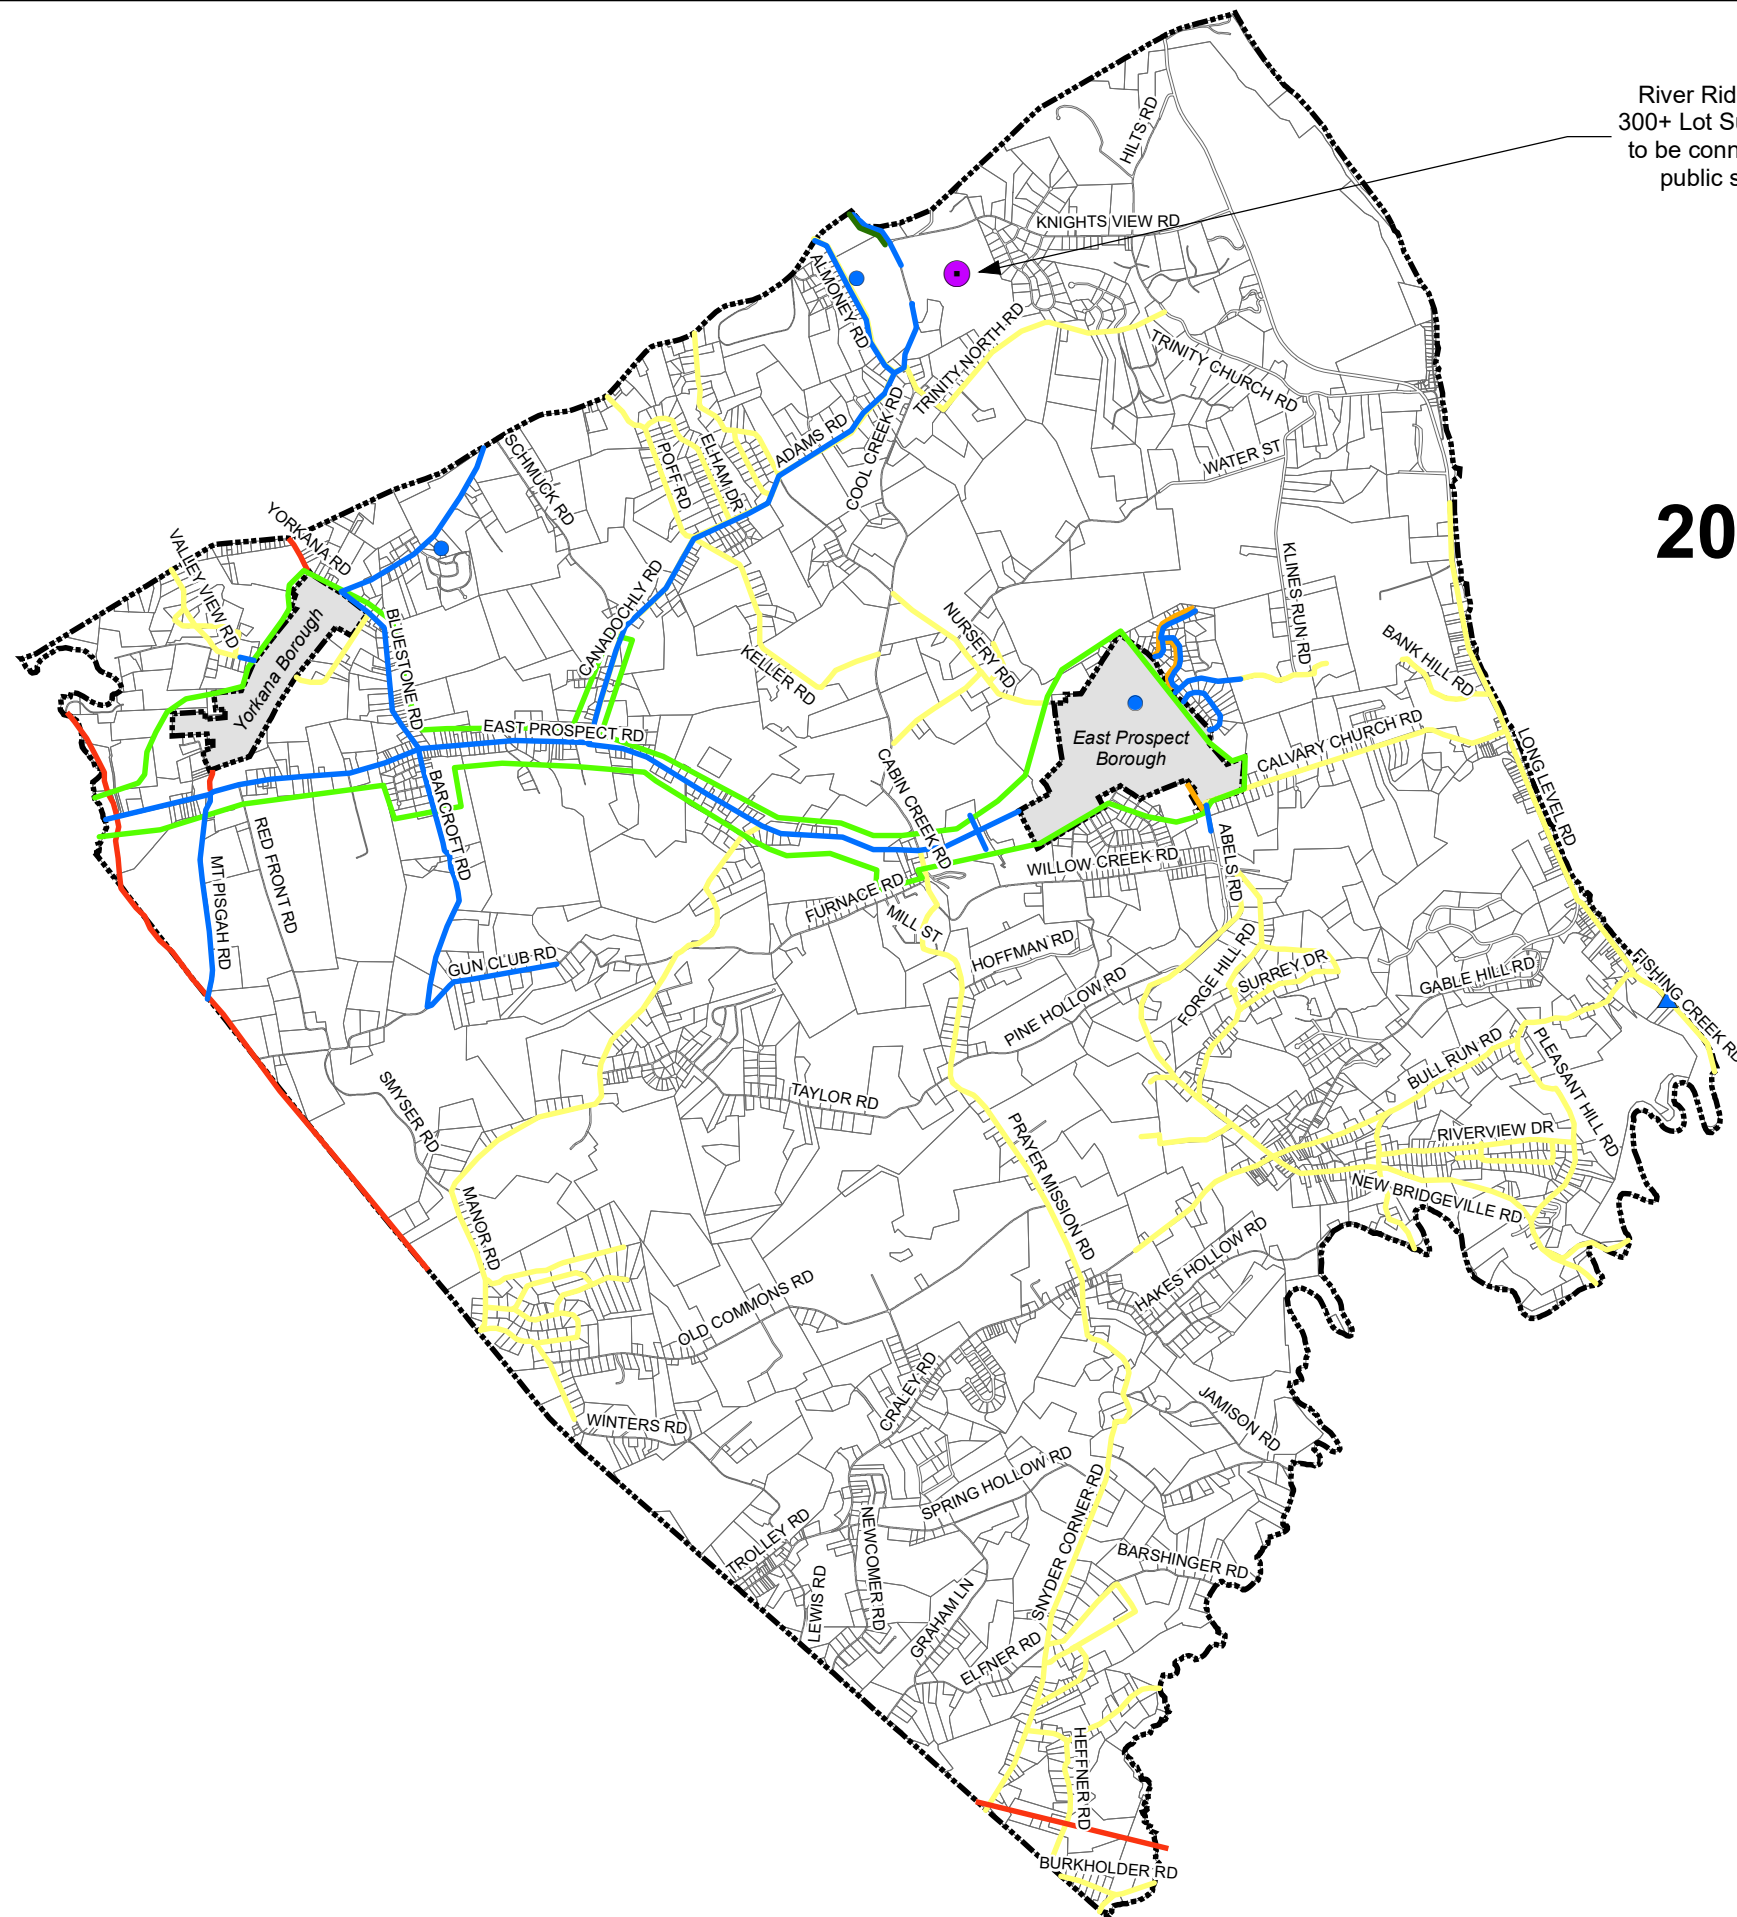 River Rid
300+ Lot Su
to be conn
public s
HILTS RD
KNIGHTS VIEW RD
ALMONEY RD
TRINITY NORTH RD
TRINITY CHURCH RD
SCHMUCK RD
POFF RD
ELHAM DR
ADAMS RD
COOL CREEK RD
WATER ST
20
YORKANA RD
VALLEY VIEW RD
Yorkana Borough
BLUESTONE RD
CANADOCHLY RD
KELLER RD
NURSERY RD
KLINES RUN RD
BANK HILL RD
EAST PROSPECT RD
East Prospect
Borough
CALVARY CHURCH RD
LONG LEVEL RD
BARCROFT RD
CABIN CREEK RD
RED FRONT RD
MT PISGAH RD
FURNACE RD
WILLOW CREEK RD
ABELS RD
MILL ST
GUN CLUB RD
HOFFMAN RD
PINE HOLLOW RD
FORGE HILL RD
SURREY DR
GABLE HILL RD
FISHING CREEK RD
SMYSER RD
TAYLOR RD
BULL RUN RD
PLEASANT HILL RD
RIVERVIEW DR
PRAYER MISSION RD
NEW BRIDGEVILLE RD
MANOR RD
HAKES HOLLOW RD
OLD COMMONS RD
CRALEY RD
JAMISON RD
WINTERS RD
SPRING HOLLOW RD
TROLLEY RD
NEWCOMER RD
SNYDER CORNER RD
BARSHINGER RD
LEWIS RD
GRAHAM LN
ELFNER RD
HEFFNER RD
BURKHOLDER RD